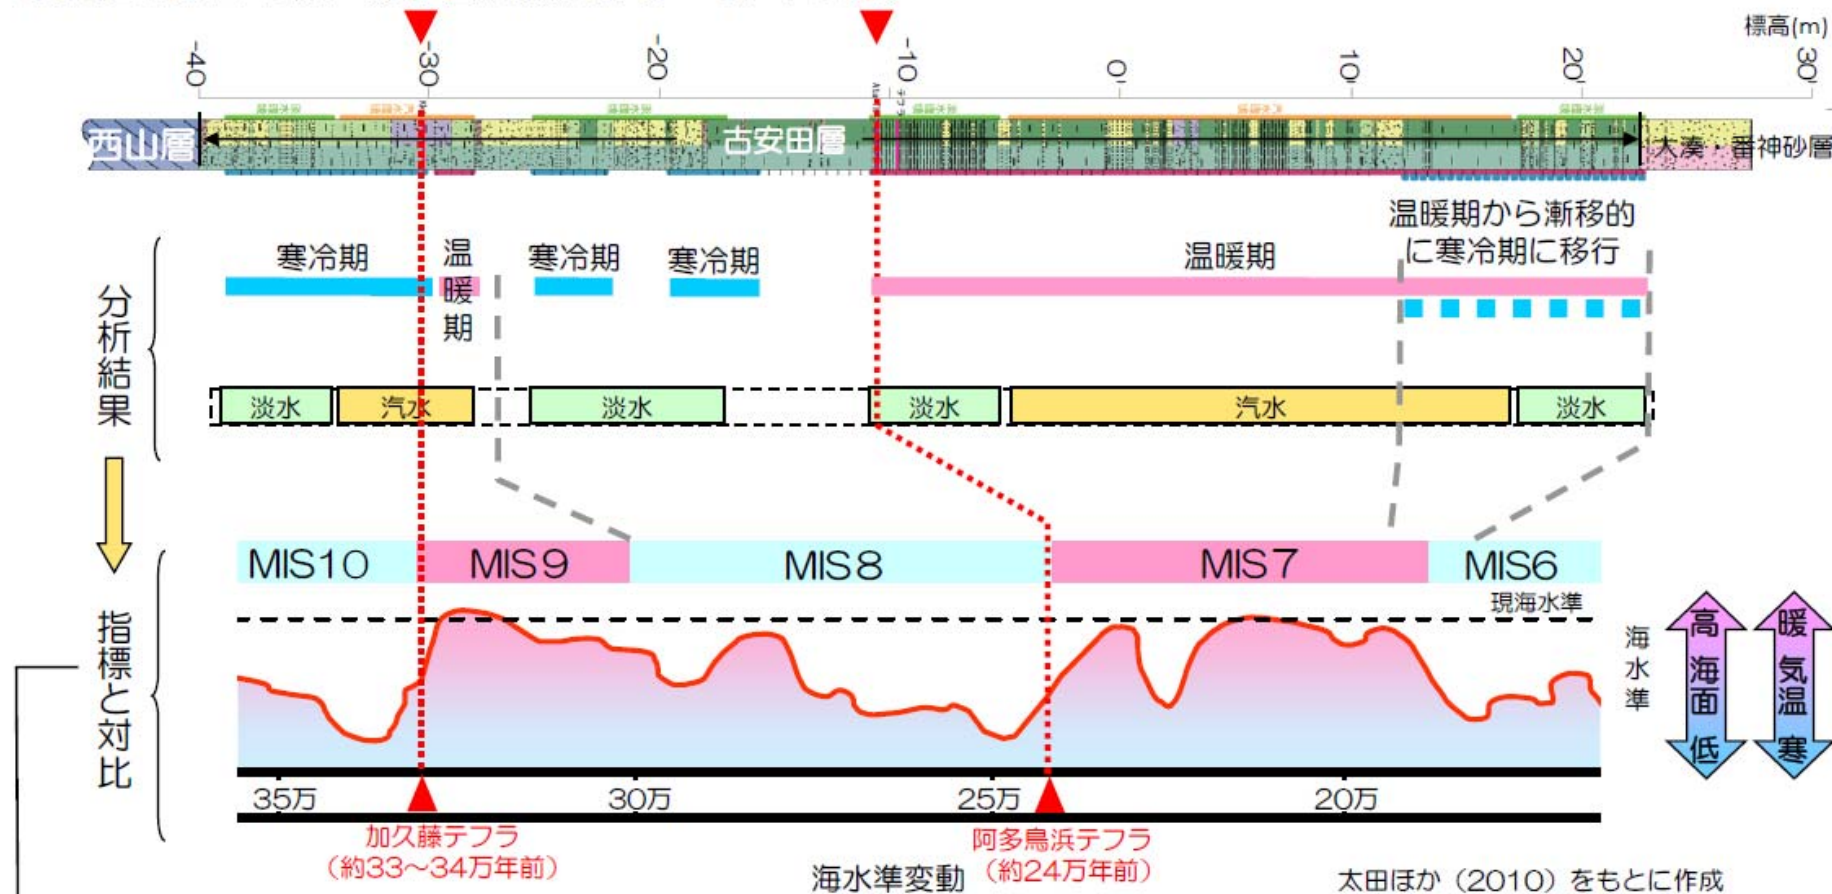 標高(m)
-40
-30
-20
-10
0
10
20
30
テフラ
西山層
古安田層
大湊・番神砂層
温暖期から漸移的
に寒冷期に移行
寒冷期
温暖期
寒冷期
寒冷期
温暖期
分析結果
淡水
汽水
淡水
淡水
汽水
淡水
MIS10
MIS9
MIS8
MIS7
MIS6
現海水準
指標と対比
海水準
高海面低
暖気温寒
35万
30万
25万
20万
加久藤テフラ
(約33～34万年前)
阿多鳥浜テフラ
(約24万年前)
海水準変動
太田ほか（2010）をもとに作成